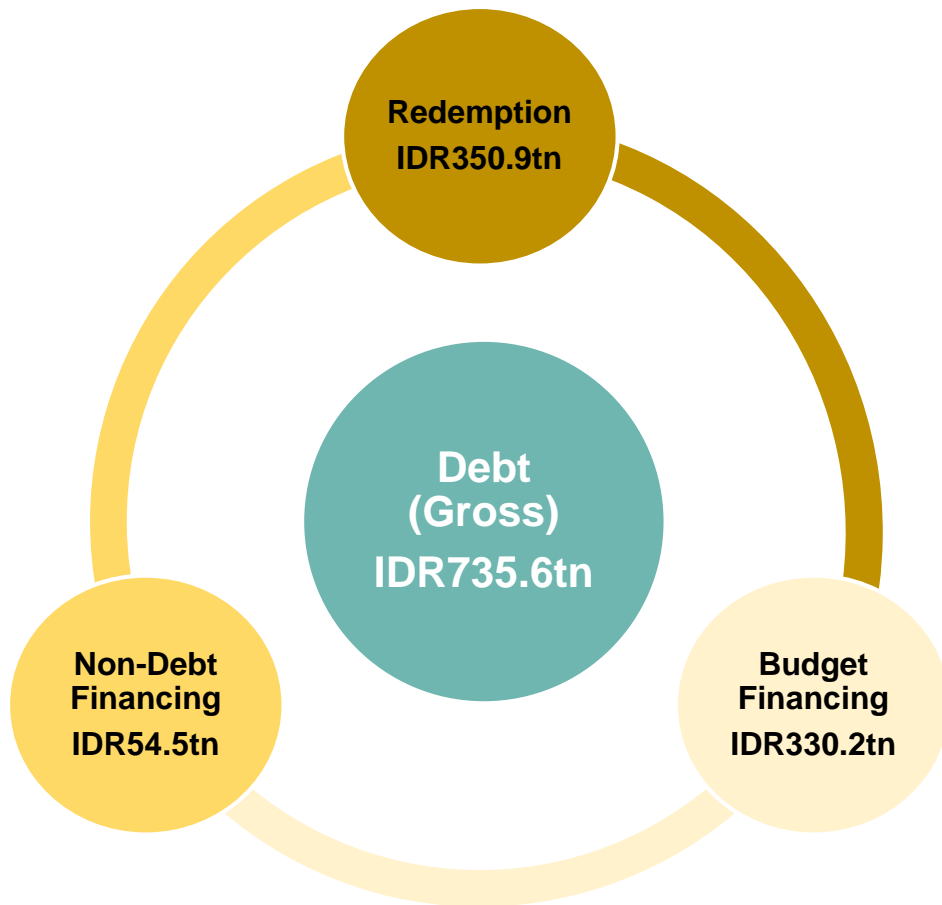 Redemption
IDR350.9tn
Debt
(Gross)
IDR735.6tn
Non-Debt
Financing
IDR54.5tn
Budget
Financing
IDR330.2tn